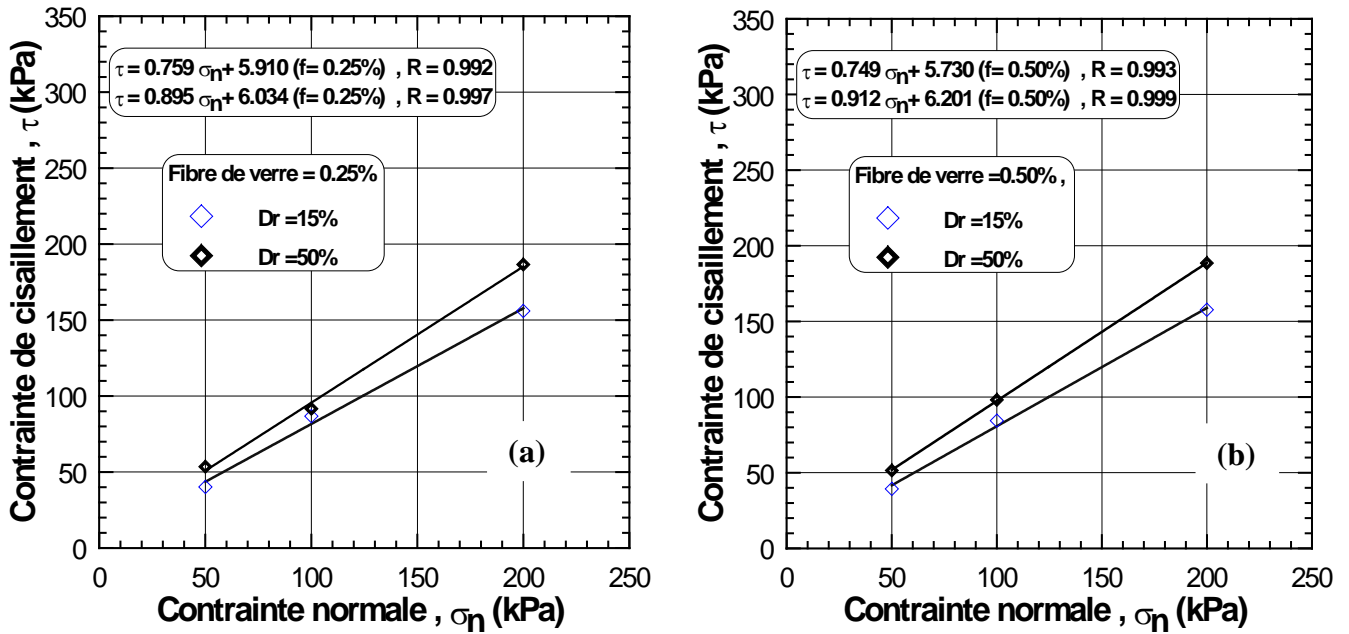 350
300
250
200
150
100
50
0
Contrainte de cisaillement , τ (kPa)
τ = 0.759 σn+ 5.910 (f= 0.25%) , R = 0.992
τ = 0.895 σn+ 6.034 (f= 0.25%) , R = 0.997
Fibre de verre = 0.25%
Dr =15%
Dr =50%
(a)
0 50 100 150 200 250
Contrainte normale , σn (kPa)
350
300
250
200
150
100
50
0
Contrainte de cisaillement , τ (kPa)
τ = 0.749 σn+ 5.730 (f= 0.50%) , R = 0.993
τ = 0.912 σn+ 6.201 (f= 0.50%) , R = 0.999
Fibre de verre =0.50% ,
Dr =15%
Dr =50%
(b)
0 50 100 150 200 250
Contrainte normale , σn (kPa)